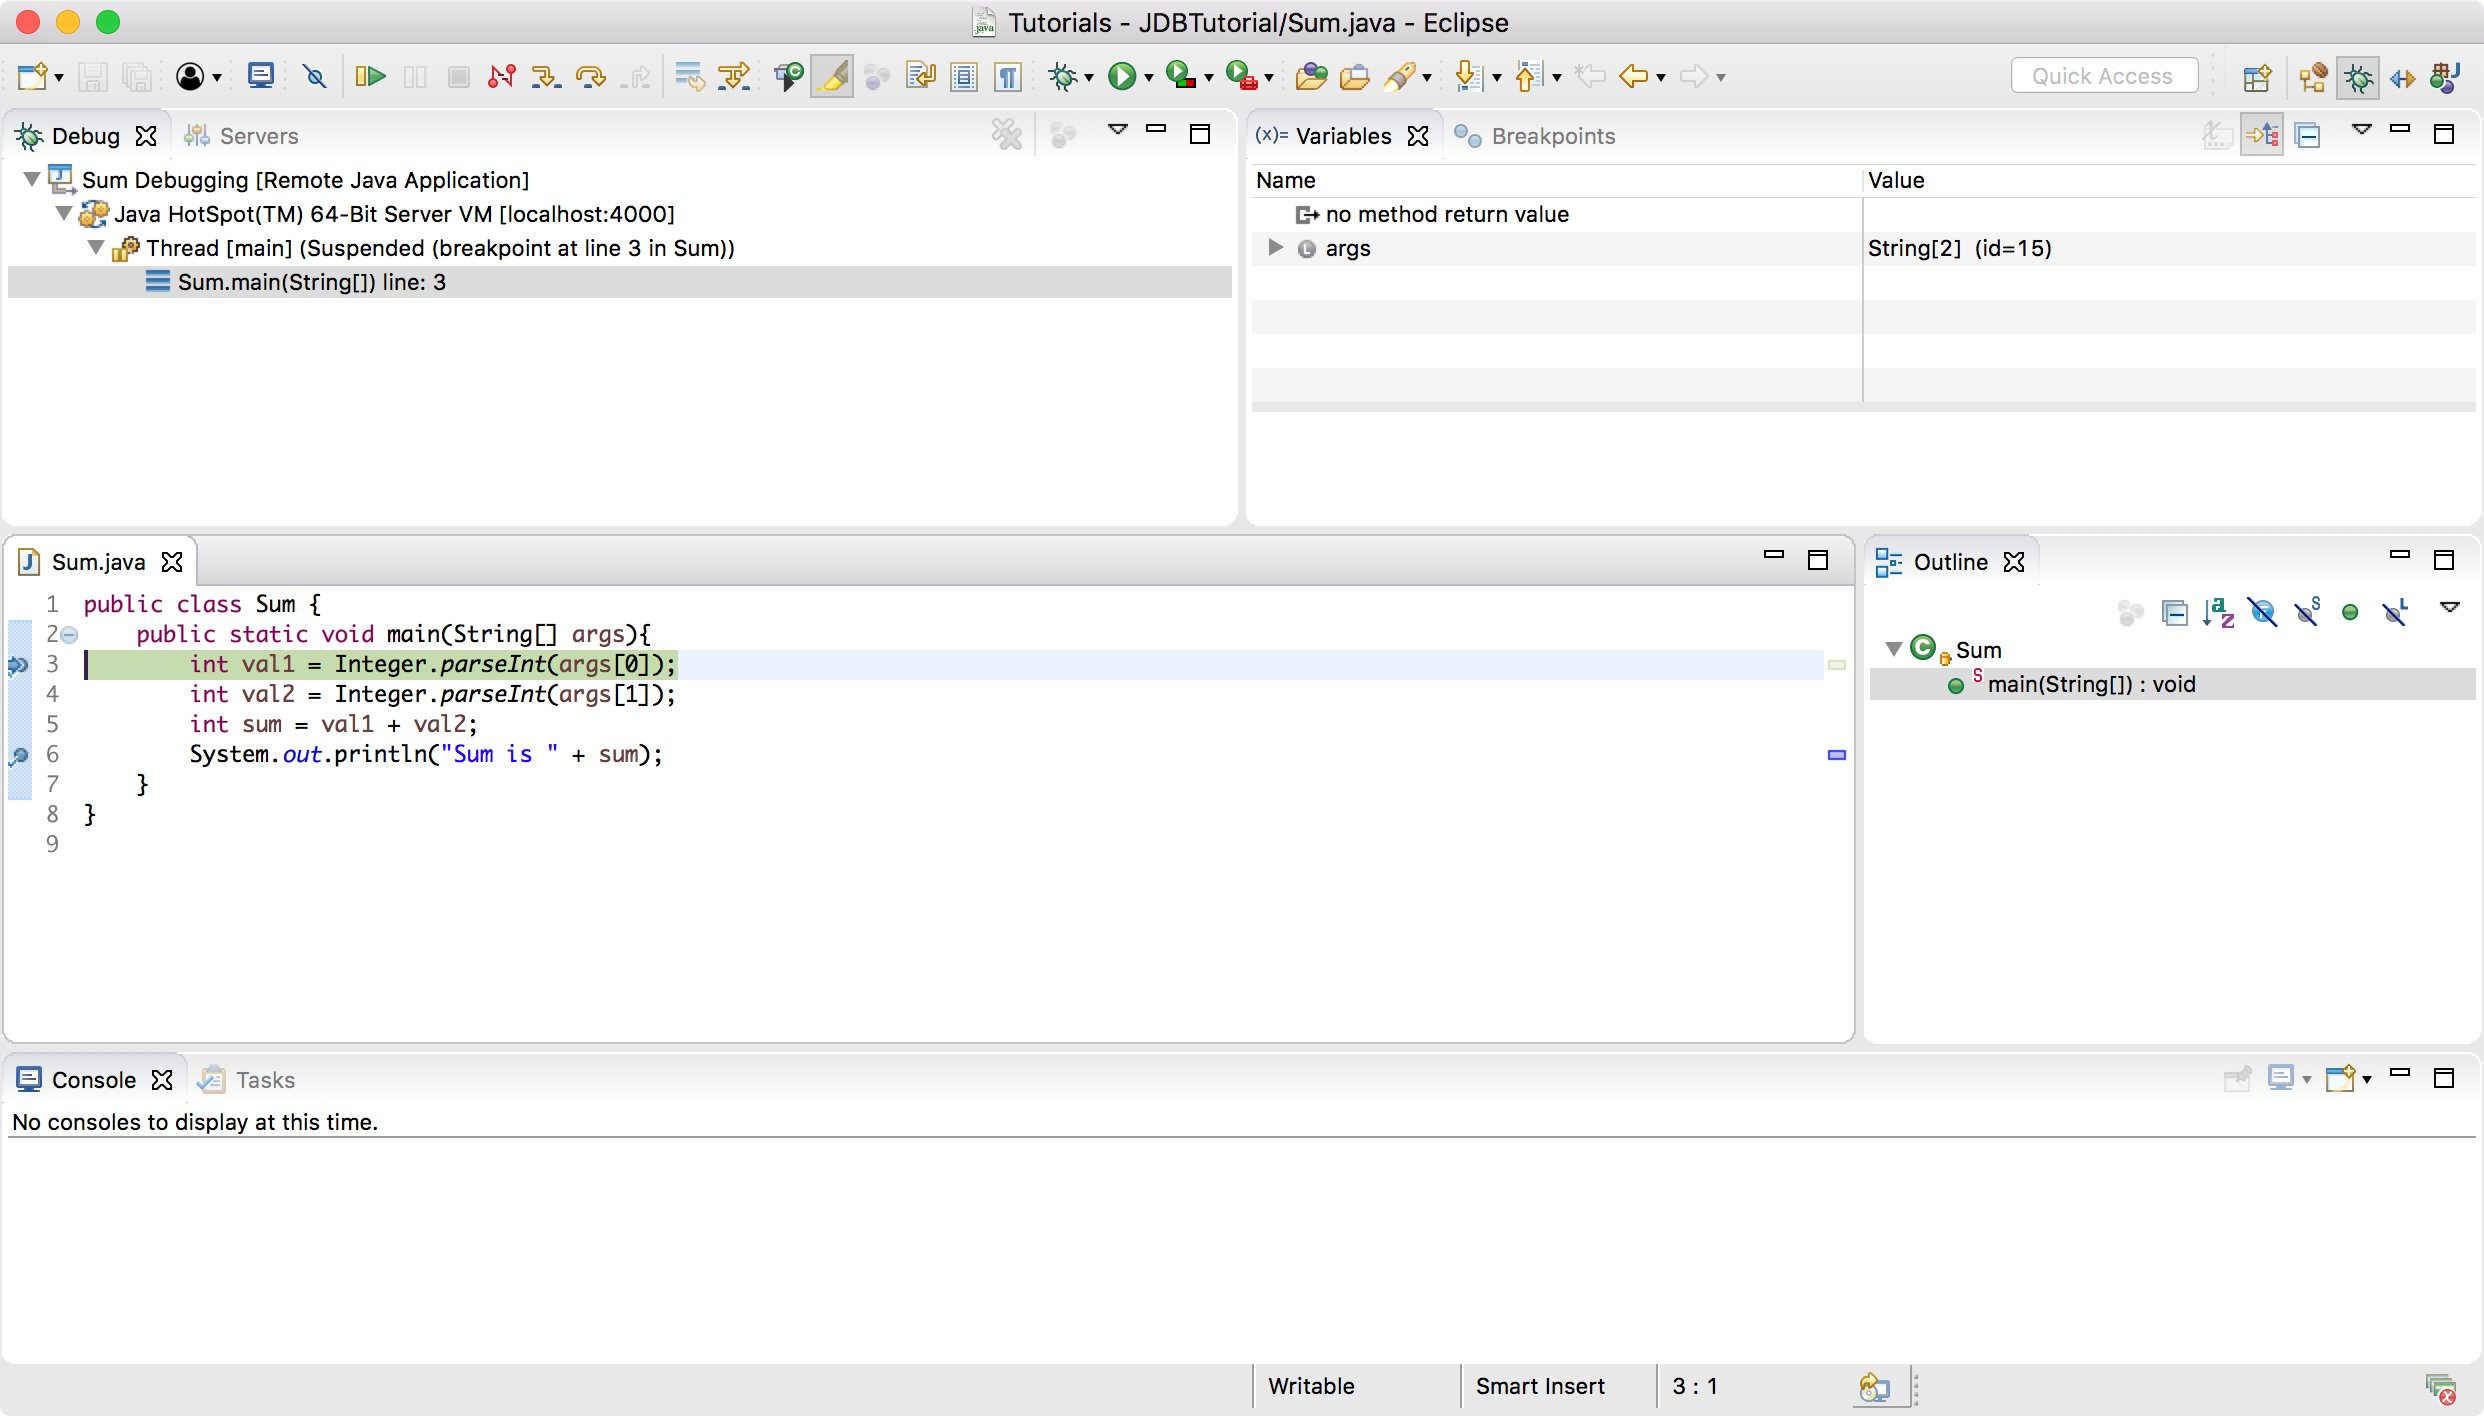 Tutorials - JDBTutorial/Sum.java - Eclipse
Quick Access
Debug Servers
Sum Debugging [Remote Java Application]
Java HotSpot(TM) 64-Bit Server VM [localhost:4000]
Thread [main] (Suspended (breakpoint at line 3 in Sum))
Sum.main(String[]) line: 3
(x)= Variables Breakpoints
Name Value
no method return value
args String[2] (id=15)
Sum.java
1 public class Sum {
2 public static void main(String[] args){
3 int val1 = Integer.parseInt(args[0]);
4 int val2 = Integer.parseInt(args[1]);
5 int sum = val1 + val2;
6 System.out.println("Sum is " + sum);
7 }
8 }
9
Outline
Sum
main(String[]) : void
Console Tasks
No consoles to display at this time.
Writable Smart Insert 3 : 1